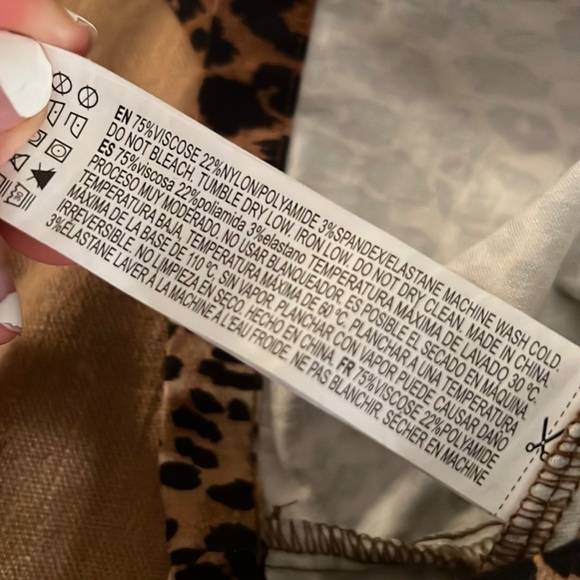 EN 75%VISCOSE 22%NYLON/POLYAMIDE 3%SPANDEX/ELASTANE MACHINE WASH COLD.
DO NOT BLEACH. TUMBLE DRY LOW. IRON LOW. DO NOT DRY CLEAN. MADE IN CHINA.
ES 75%viscosa 22%poliamida 3%elastano TEMPERATURA MÁXIMA DE LAVADO 30 ºC.
PROCESO MUY MODERADO. NO USAR BLANQUEADOR. ES POSIBLE EL SECADO EN MAQUINA.
TEMPERATURA BAJA, TEMPERATURA MÁXIMA DE 60 ºC. PLANCHAR A UNA TEMPERATURA
MÁXIMA DE LA BASE DE 110 ºC, SIN VAPOR. PLANCHAR CON VAPOR PUEDE CAUSAR DAÑO
IRREVERSIBLE. NO LIMPIEZA EN SECO. HECHO EN CHINA. FR 75%VISCOSE 22%POLYAMIDE
3%ELASTANE LAVER À LA MACHINE À L'EAU FROIDE. NE PAS BLANCHIR. SÉCHER EN MACHINE